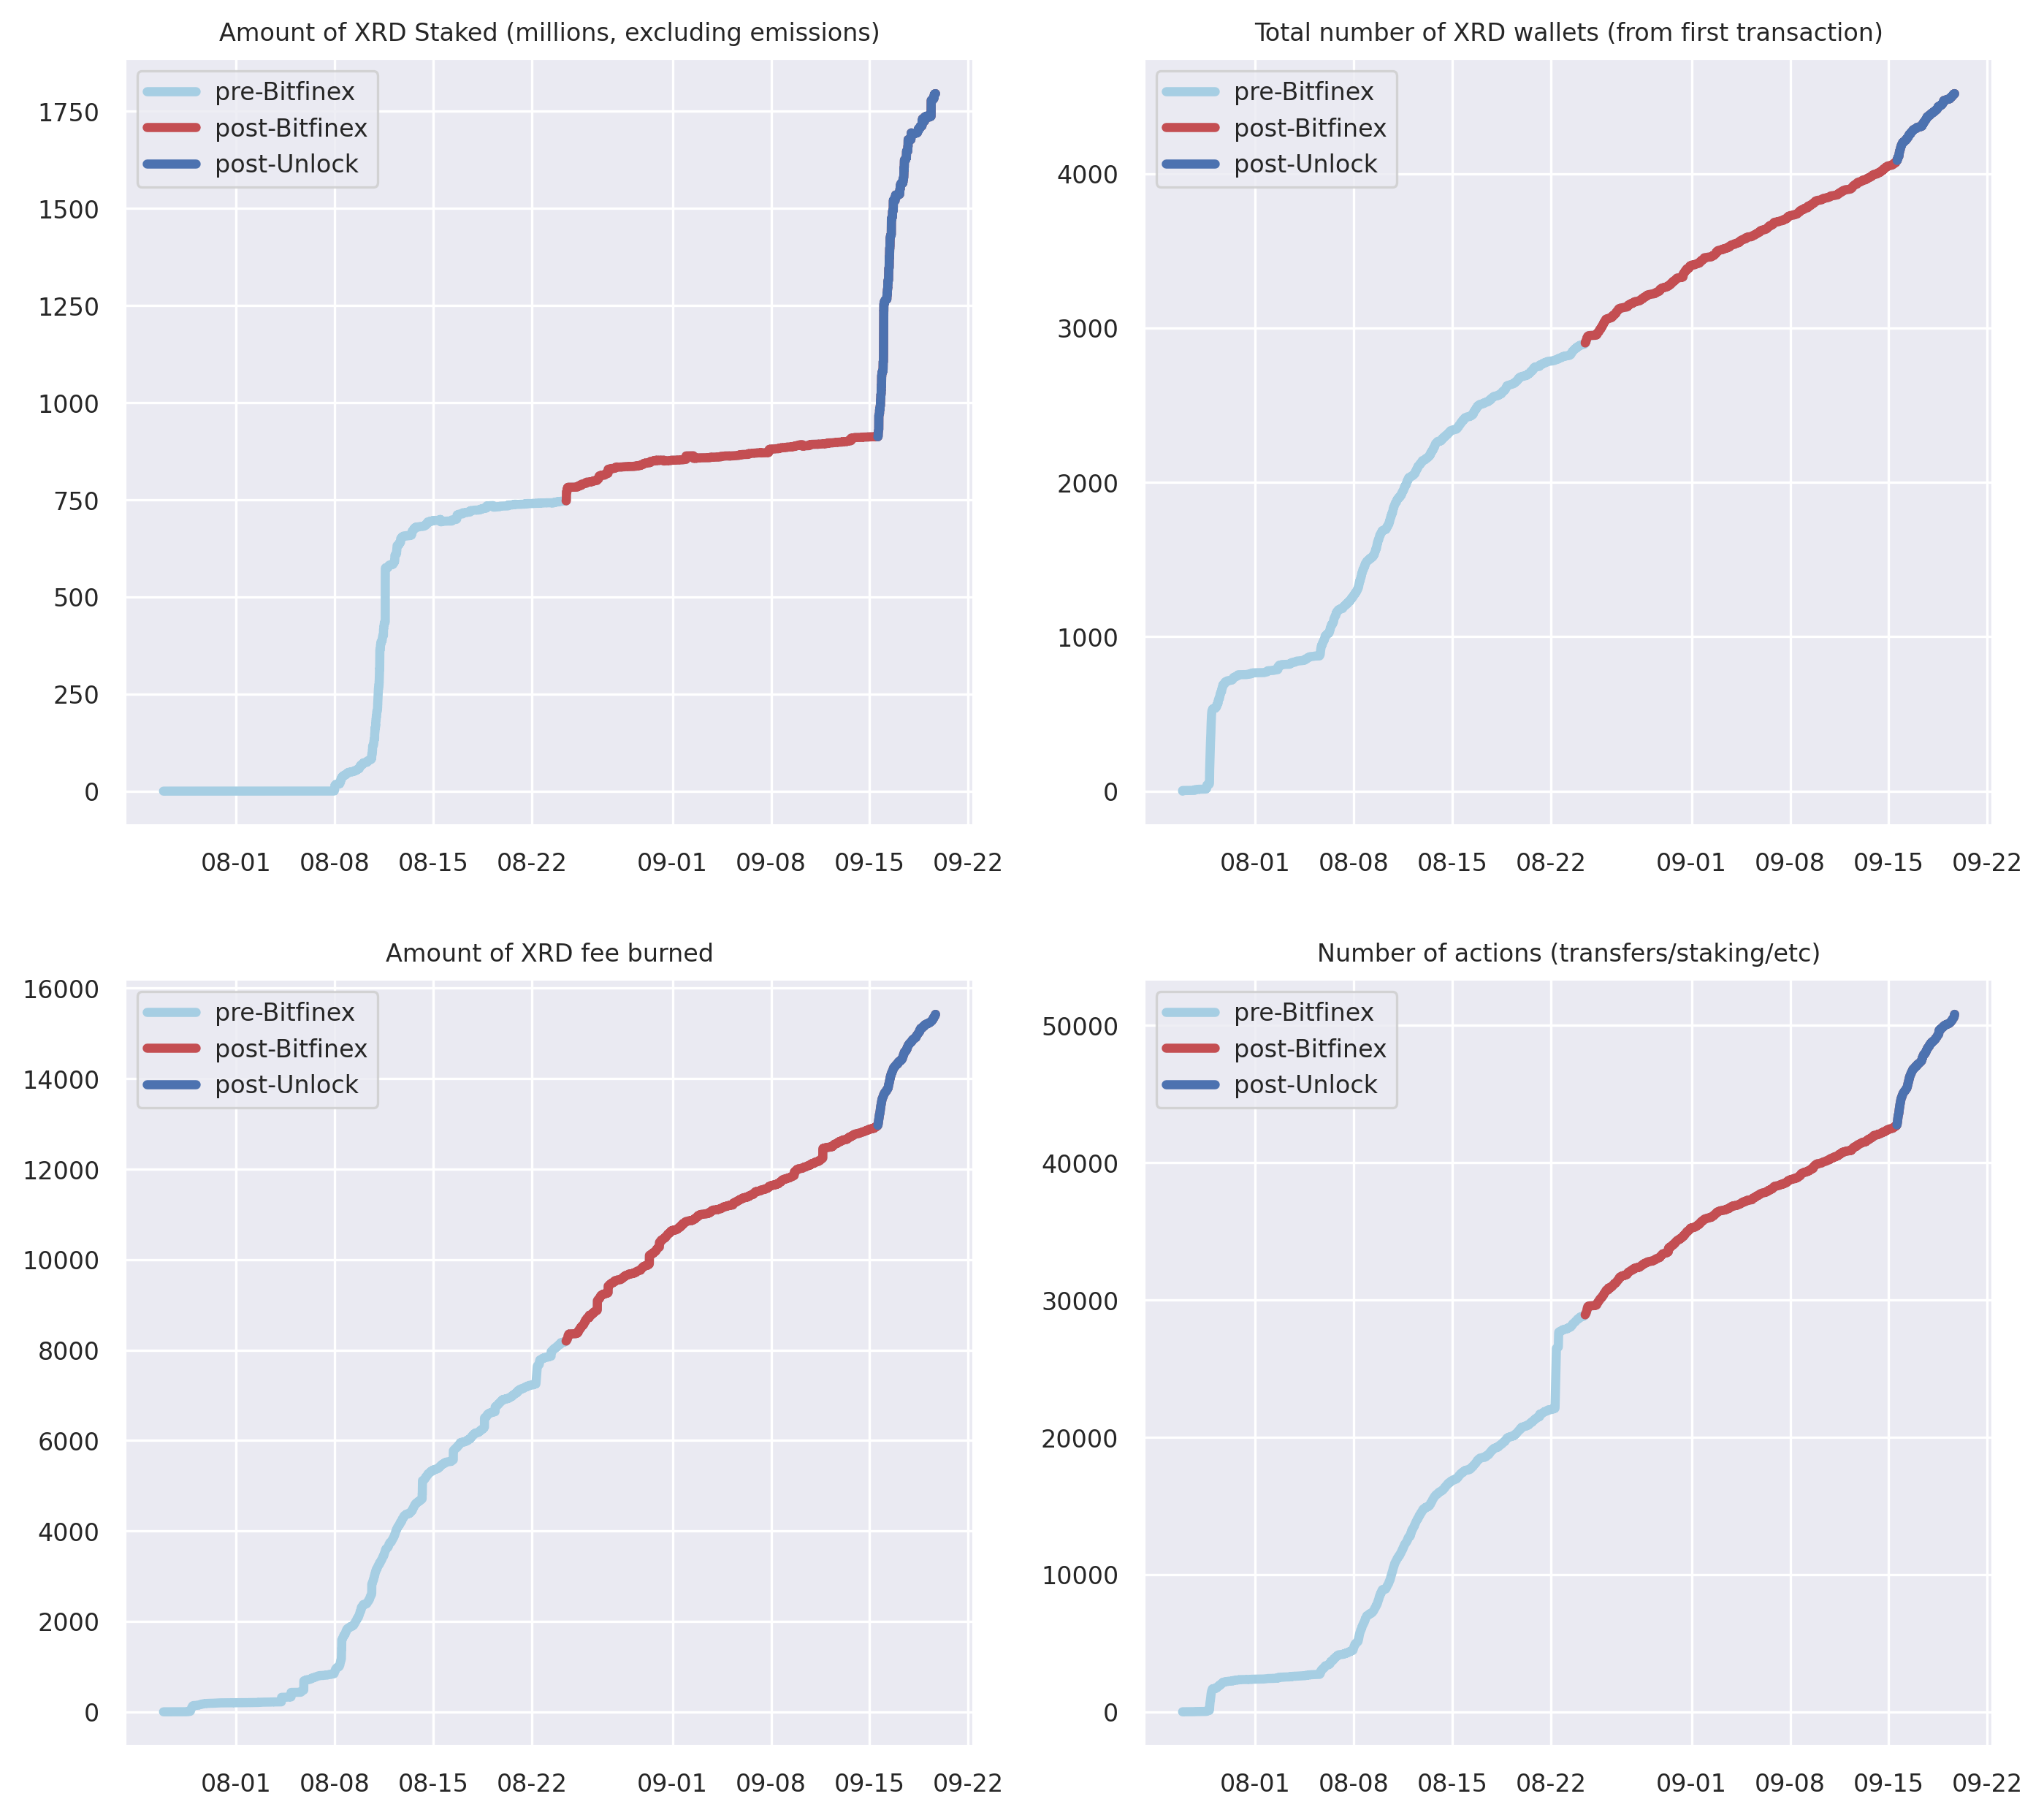 Amount of XRD Staked (millions, excluding emissions)
pre-Bitfinex
post-Bitfinex
post-Unlock
1750
1500
1250
1000
750
500
250
0
08-01 08-08 08-15 08-22 09-01 09-08 09-15 09-22
Total number of XRD wallets (from first transaction)
pre-Bitfinex
post-Bitfinex
post-Unlock
4000
3000
2000
1000
0
08-01 08-08 08-15 08-22 09-01 09-08 09-15 09-22
Amount of XRD fee burned
pre-Bitfinex
post-Bitfinex
post-Unlock
16000
14000
12000
10000
8000
6000
4000
2000
0
08-01 08-08 08-15 08-22 09-01 09-08 09-15 09-22
Number of actions (transfers/staking/etc)
pre-Bitfinex
post-Bitfinex
post-Unlock
50000
40000
30000
20000
10000
0
08-01 08-08 08-15 08-22 09-01 09-08 09-15 09-22